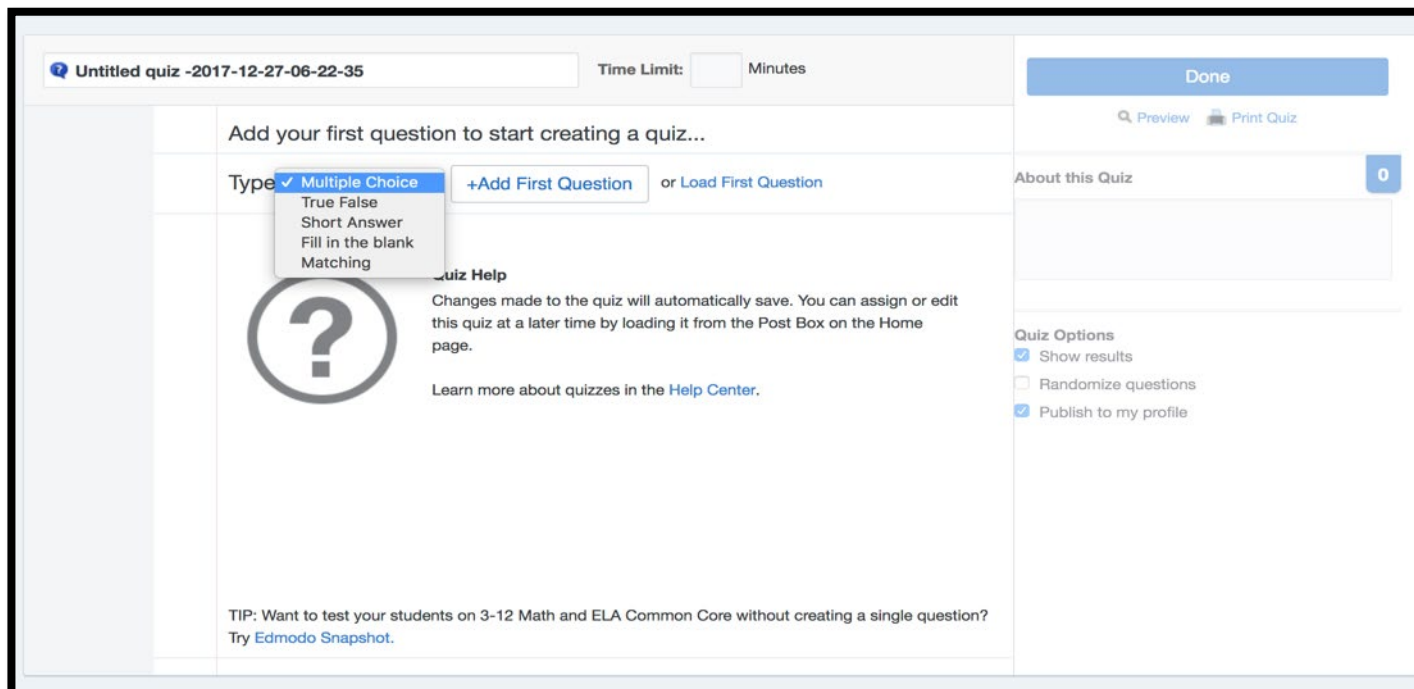 Untitled quiz -2017-12-27-06-22-35
Time Limit: Minutes
Done
Preview Print Quiz
Add your first question to start creating a quiz...
Type ✓ Multiple Choice
True False
Short Answer
Fill in the blank
Matching
+Add First Question or Load First Question
About this Quiz 0
Quiz Help
Changes made to the quiz will automatically save. You can assign or edit
this quiz at a later time by loading it from the Post Box on the Home
page.
Learn more about quizzes in the Help Center.
Quiz Options
Show results
Randomize questions
Publish to my profile
TIP: Want to test your students on 3-12 Math and ELA Common Core without creating a single question?
Try Edmodo Snapshot.